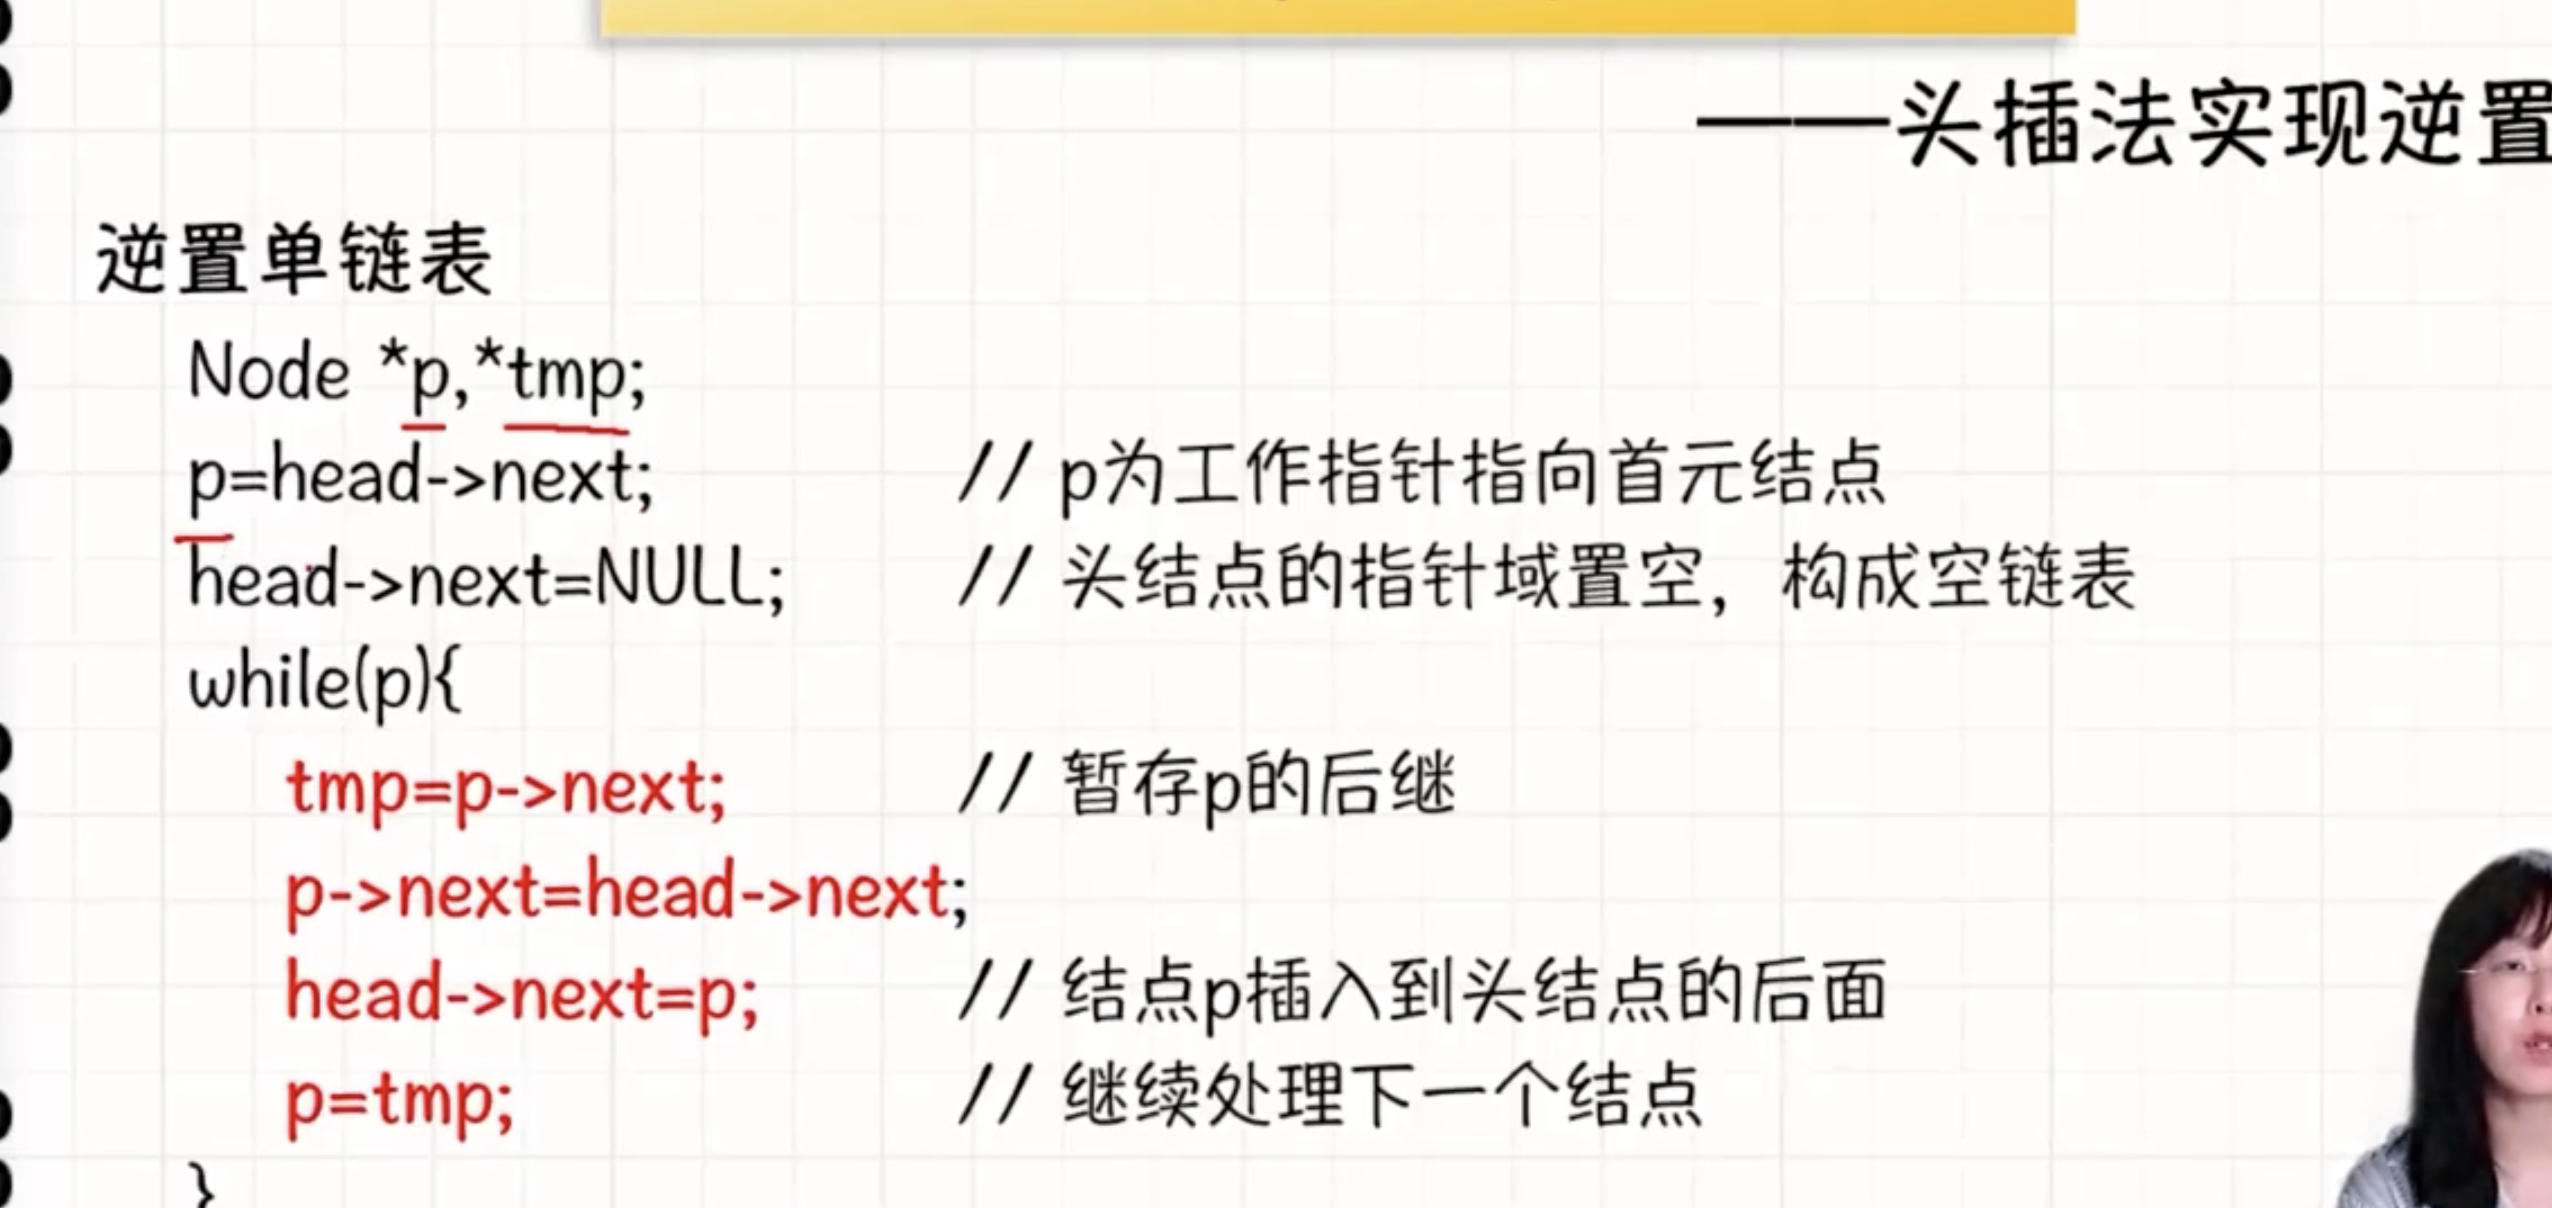 ——头插法实现逆置
逆置单链表
Node *p,*tmp;
p=head->next; // p为工作指针指向首元结点
head->next=NULL; // 头结点的指针域置空，构成空链表
while(p){
tmp=p->next; // 暂存p的后继
p->next=head->next;
head->next=p; // 结点p插入到头结点的后面
p=tmp; // 继续处理下一个结点
}